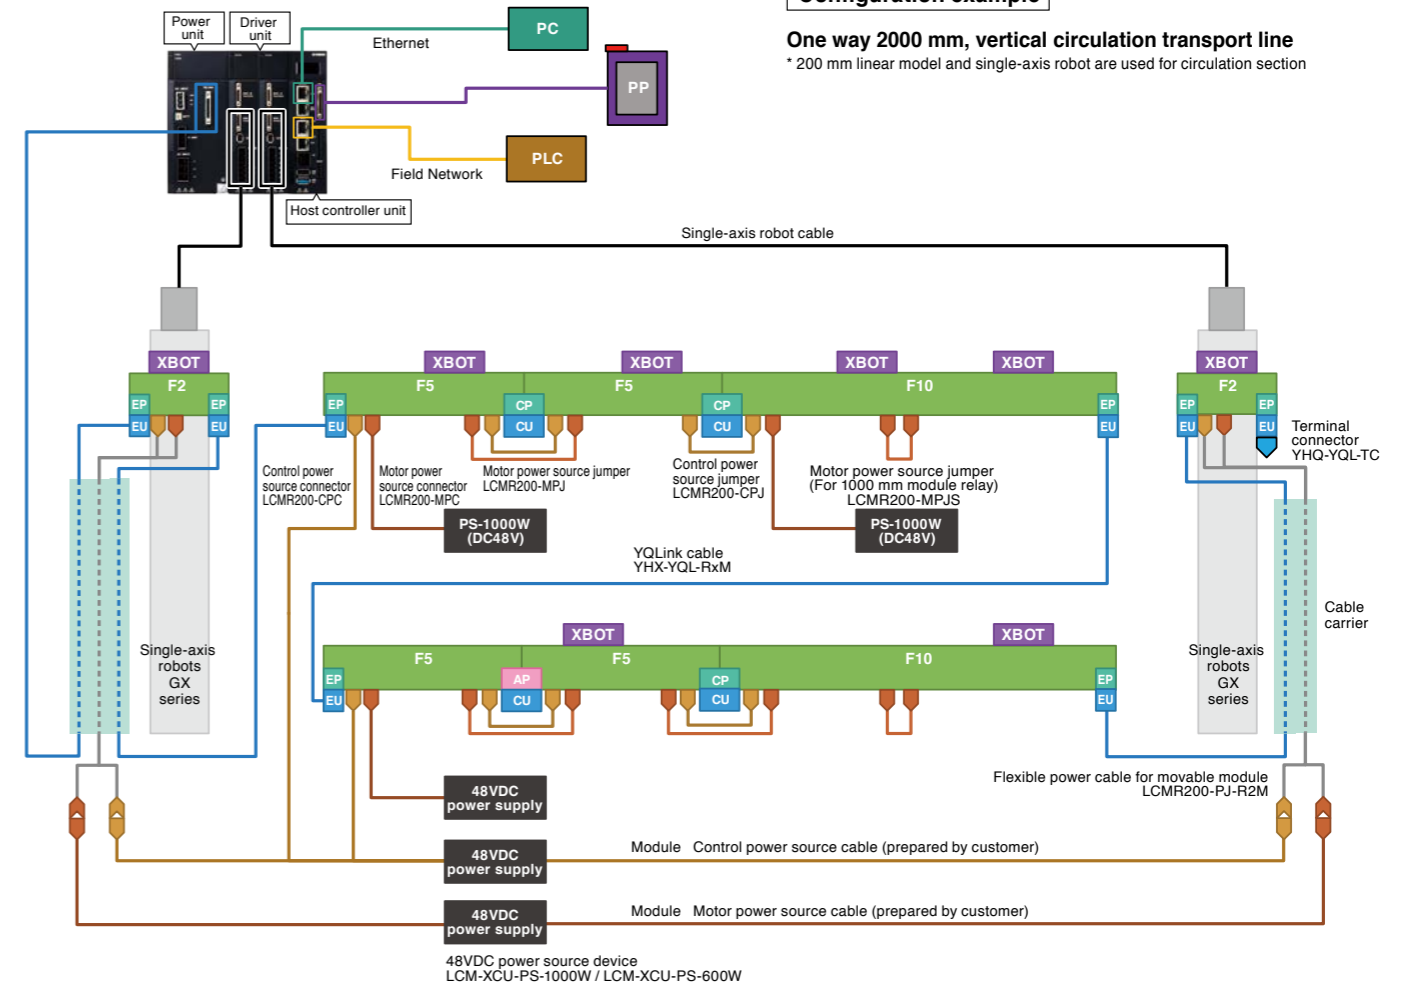 Configuration example
One way 2000 mm, vertical circulation transport line
* 200 mm linear model and single-axis robot are used for circulation section
Power
unit
Driver
unit
Ethernet
PC
PP
PLC
Field Network
Host controller unit
Single-axis robot cable
XBOT
XBOT
XBOT
XBOT
XBOT
XBOT
F2
F5
F5
F10
F2
EP
EP
EP
CP
CP
EP
EP
EP
EU
EU
EU
CU
CU
EU
EU
EU
Terminal
connector
YHQ-YQL-TC
Control power
source connector
LCMR200-CPC
Motor power
source connector
LCMR200-MPC
Motor power source jumper
LCMR200-MPJ
Control power
source jumper
LCMR200-CPJ
Motor power source jumper
(For 1000 mm module relay)
LCMR200-MPJS
PS-1000W
(DC48V)
PS-1000W
(DC48V)
YQLink cable
YHX-YQL-RxM
Cable
carrier
XBOT
XBOT
F5
F5
F10
EP
AP
CP
EP
EU
CU
CU
EU
Single-axis
robots
GX
series
Single-axis
robots
GX
series
Flexible power cable for movable module
LCMR200-PJ-R2M
48VDC
power supply
48VDC
power supply
Module Control power source cable (prepared by customer)
48VDC
power supply
Module Motor power source cable (prepared by customer)
48VDC power source device
LCM-XCU-PS-1000W / LCM-XCU-PS-600W